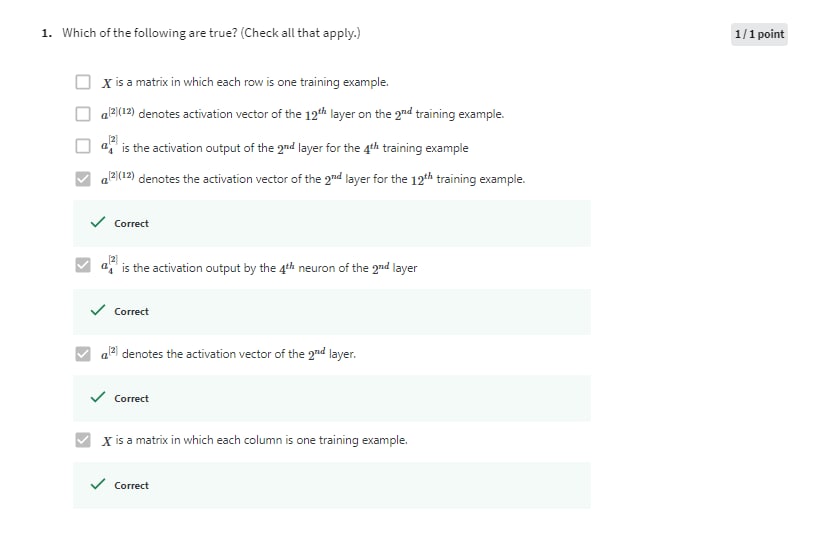 1. Which of the following are true? (Check all that apply.)
1 / 1 point
X is a matrix in which each row is one training example.
a^{[2](12)} denotes activation vector of the 12^{th} layer on the 2^{nd} training example.
a_4^{[2]} is the activation output of the 2^{nd} layer for the 4^{th} training example
a^{[2](12)} denotes the activation vector of the 2^{nd} layer for the 12^{th} training example.
Correct
a_4^{[2]} is the activation output by the 4^{th} neuron of the 2^{nd} layer
Correct
a^{[2]} denotes the activation vector of the 2^{nd} layer.
Correct
X is a matrix in which each column is one training example.
Correct